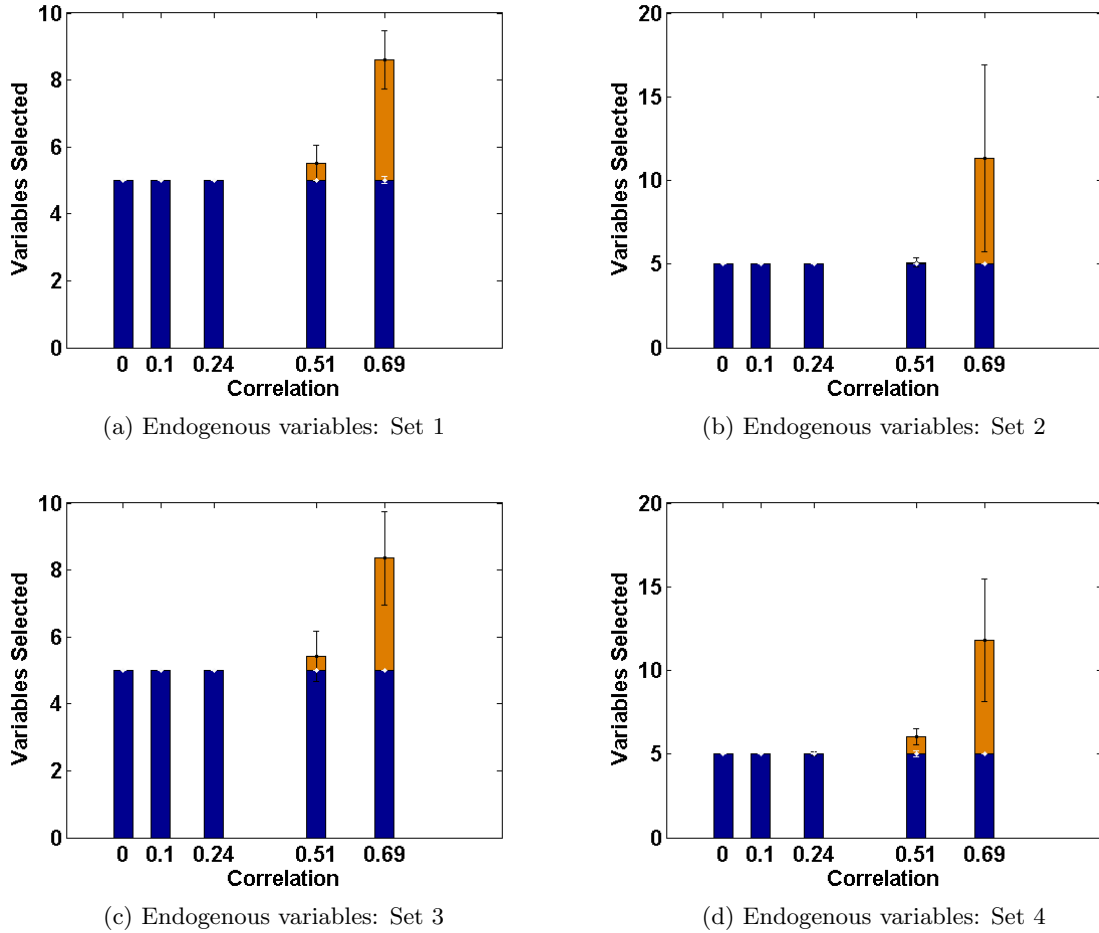 10
8
6
4
2
0
Variables Selected
0 0.1 0.24 0.51 0.69
Correlation
(a) Endogenous variables: Set 1
20
15
10
5
0
Variables Selected
0 0.1 0.24 0.51 0.69
Correlation
(b) Endogenous variables: Set 2
10
8
6
4
2
0
Variables Selected
0 0.1 0.24 0.51 0.69
Correlation
(c) Endogenous variables: Set 3
20
15
10
5
0
Variables Selected
0 0.1 0.24 0.51 0.69
Correlation
(d) Endogenous variables: Set 4